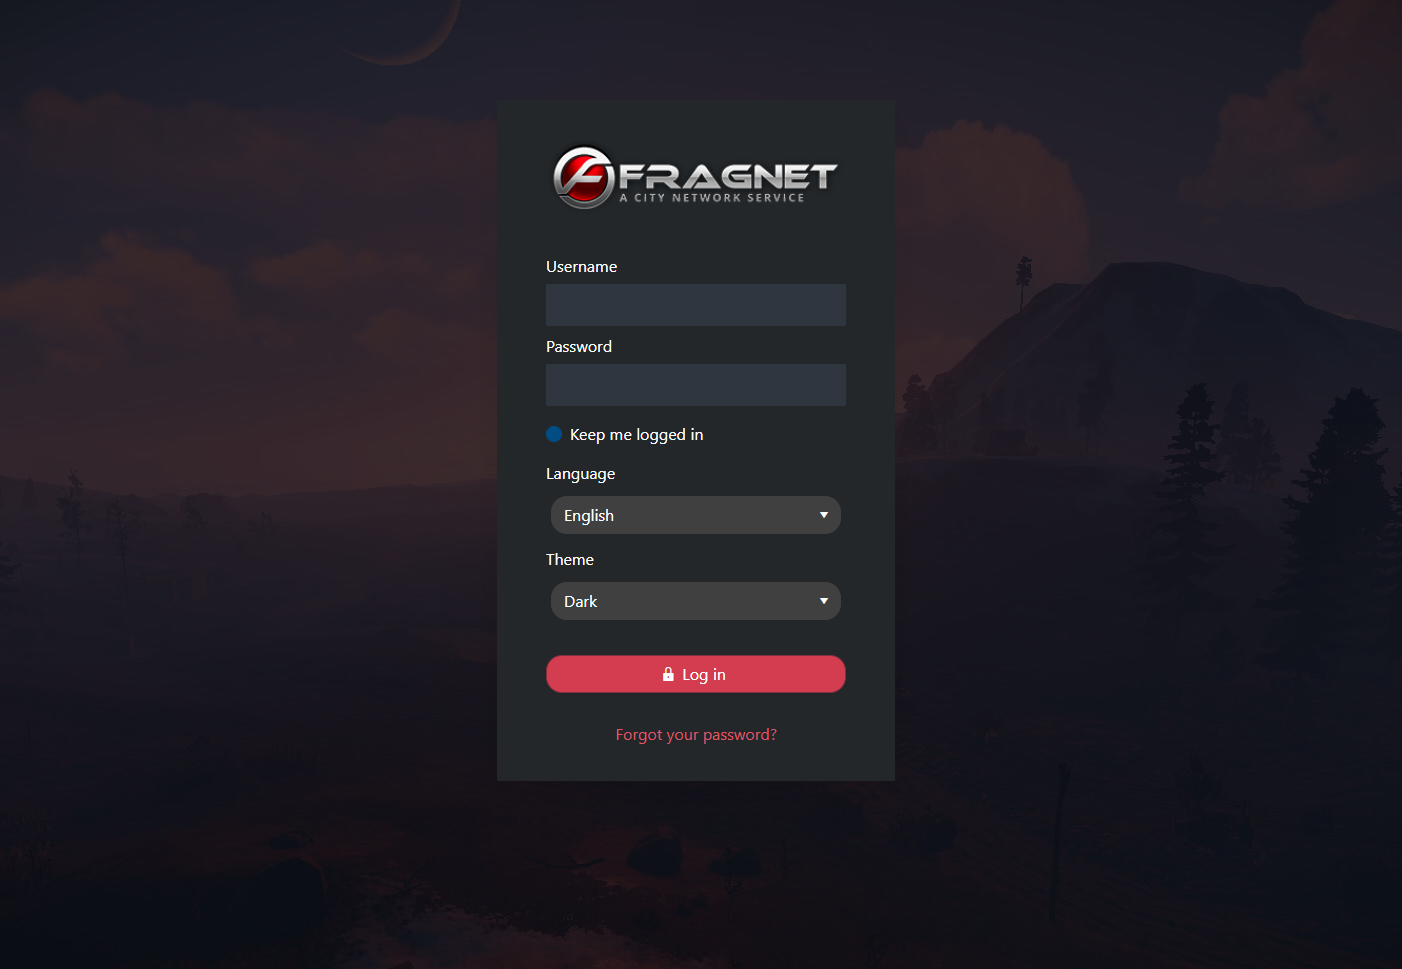 FRAGNET
A CITY NETWORK SERVICE
Username
Password
Keep me logged in
Language
English
Theme
Dark
Log in
Forgot your password?